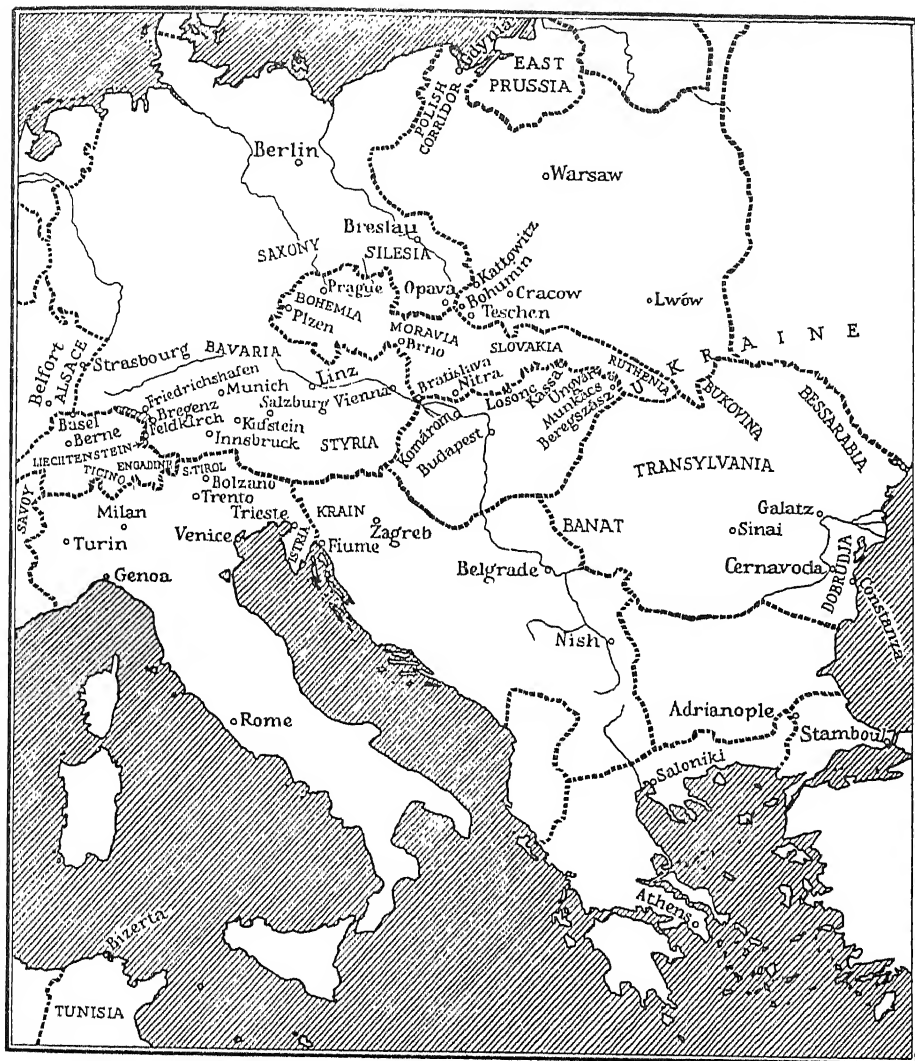 Gdynia
EAST
PRUSSIA
POLISH
CORRIDOR
Berlin
Warsaw
Breslau
SAXONY
SILESIA
Kattowitz
Bohumin
Prague
Opava
Cracow
Lwów
BOHEMIA
Teschen
Plzen
MORAVIA
Brno
SLOVAKIA
UKRAINE
Belfort
ALSACE
Strasbourg
BAVARIA
Linz
RUTHENIA
Friedrichshafen
Munich
Bratislava
Nitra
Losonc
Kassa
Ungvár
Munkács
Beregszász
BUKOVINA
BESSARABIA
Bregenz
Salzburg
Vienna
Basel
Feldkirch
Kufstein
Komáromo
Berne
Innsbruck
STYRIA
Budapest
LIECHTENSTEIN
TICINO
ENGADINE
S-TIROL
Bolzano
TRANSYLVANIA
Trento
SAVOY
Milan
Trieste
KRAIN
Galatz
Turin
Venice
ISTRIA
Fiume
Zagreb
BANAT
Sinai
Genoa
Belgrade
Cernavoda
DOBRUDJA
Constanza
Nish
Rome
Adrianople
Stamboul
Saloniki
Athens
Bizerta
TUNISIA